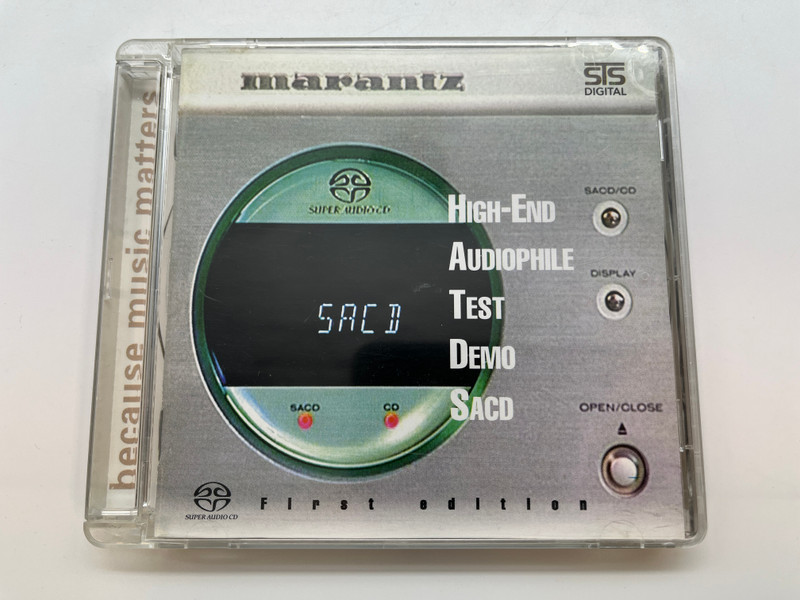 marantz
STS
DIGITAL
because music matters
SUPER AUDIO CD
SACD
SACD
CD
HIGH-END
AUDIOPHILE
TEST
DEMO
SACD
SACD/CD
DISPLAY
OPEN/CLOSE
SUPER AUDIO CD
First edition